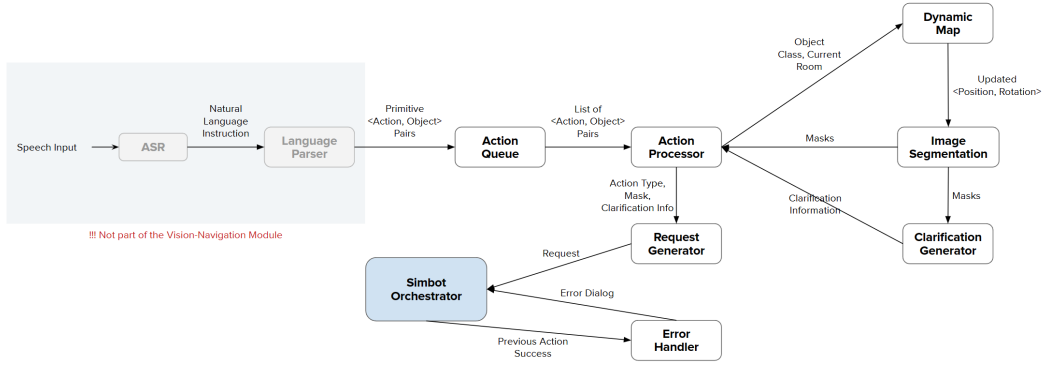 Dynamic
Map
Object
Class, Current
Room
Updated
<Position, Rotation>
Natural
Language
Instruction
Primitive
<Action, Object>
Pairs
List of
<Action, Object>
Pairs
Speech Input
ASR
Language
Parser
Action
Queue
Action
Processor
Masks
Image
Segmentation
Action Type,
Mask,
Clarification Info
Clarification
Information
Masks
!!! Not part of the Vision-Navigation Module
Request
Generator
Clarification
Generator
Request
Simbot
Orchestrator
Error Dialog
Previous Action
Success
Error
Handler